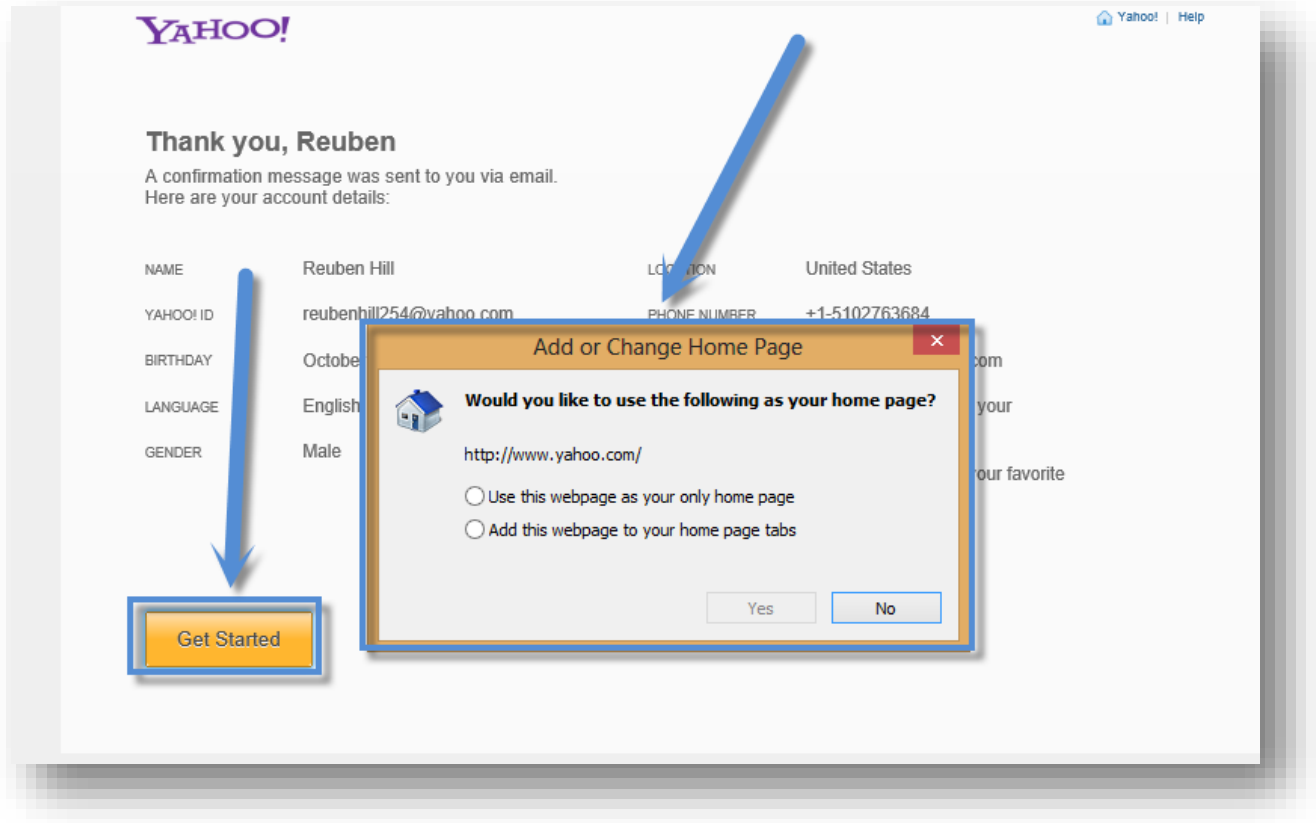 YAHOO!
Yahoo! | Help
Thank you, Reuben
A confirmation message was sent to you via email.
Here are your account details:
NAME Reuben Hill LOCATION United States
YAHOO! ID reubenhill254@yahoo.com PHONE NUMBER +1-5102763684
BIRTHDAY Octobe com
LANGUAGE English your
GENDER Male
our favorite
Add or Change Home Page
Would you like to use the following as your home page?
http://www.yahoo.com/
Use this webpage as your only home page
Add this webpage to your home page tabs
Yes No
Get Started